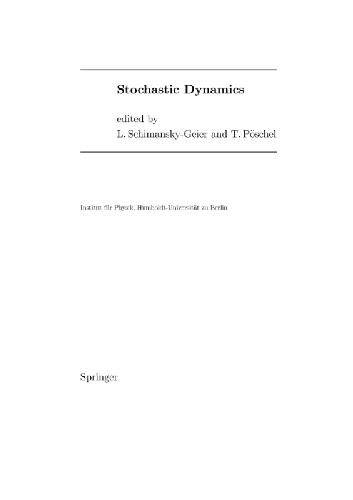 Stochastic Dynamics
edited by
L. Schimansky-Geier and T. Pöschel
Institut für Physik, Humboldt-Universität zu Berlin
Springer